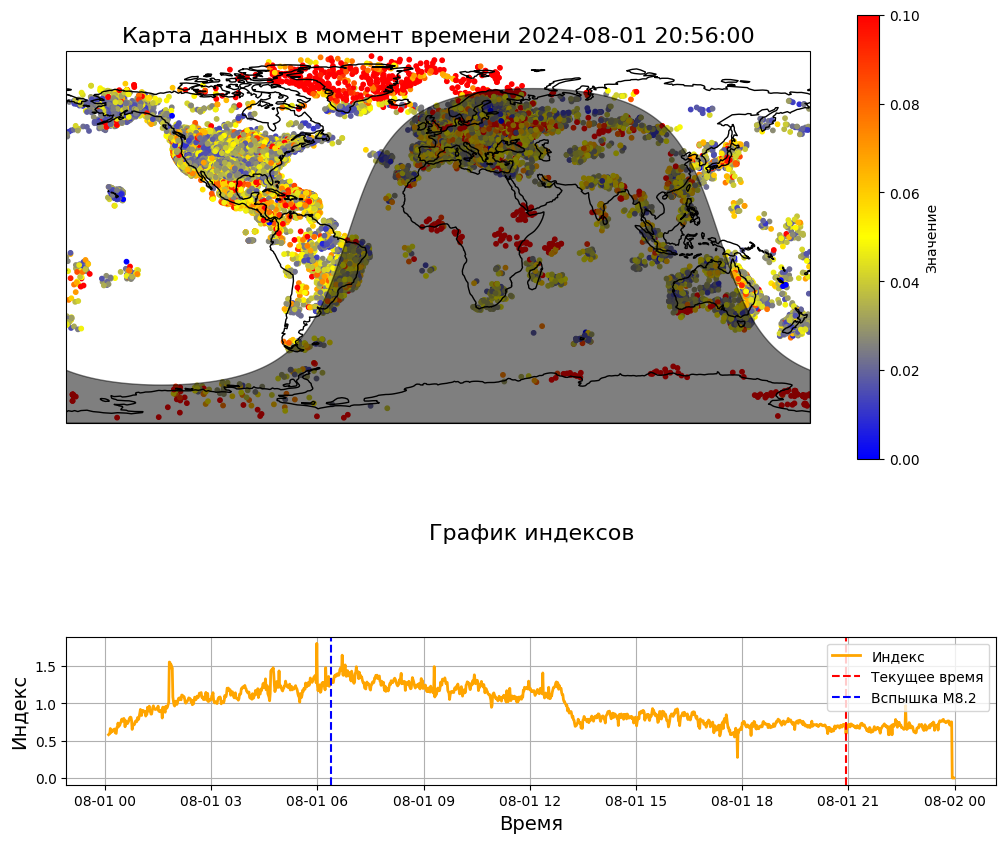 Карта данных в момент времени 2024-08-01 20:56:00
0.10
0.08
0.06
0.04
0.02
0.00
Значение
График индексов
Индекс
1.5
1.0
0.5
0.0
Индекс
Текущее время
Вспышка M8.2
08-01 00
08-01 03
08-01 06
08-01 09
08-01 12
08-01 15
08-01 18
08-01 21
08-02 00
Время